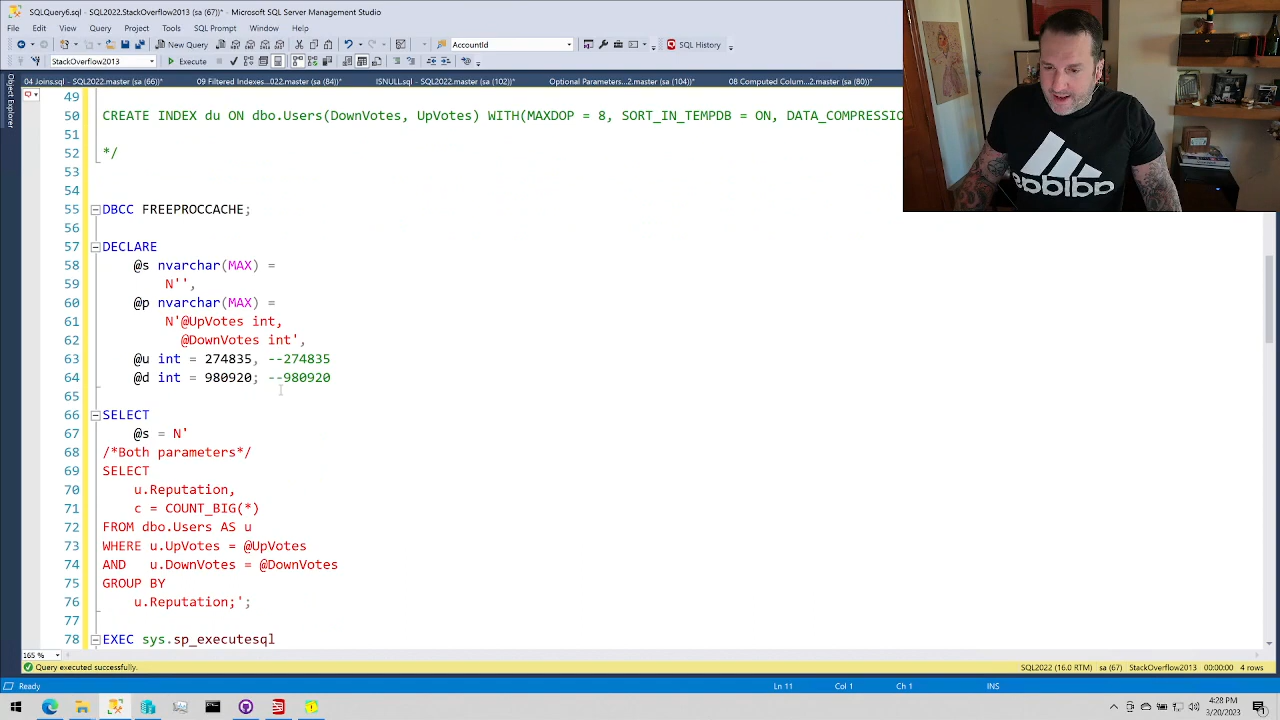 SQLQuery6.sql - SQL2022.StackOverflow2013 (sa (67))* - Microsoft SQL Server Management Studio
File Edit View Query Project Tools SQL Prompt Window Help
New Query AccountId SQL History
StackOverflow2013 Execute
04 Joins.sql - SQL2022.master (sa (66))* 09 Filtered Indexes...022.master (sa (84))* ISNULL.sql - SQL2022.master (sa (102))* Optional Parameters...2.master (sa (104))* 08 Computed Colum...2.master (sa (80))*
Object Explorer
49
50 CREATE INDEX du ON dbo.Users(DownVotes, UpVotes) WITH(MAXDOP = 8, SORT_IN_TEMPDB = ON, DATA_COMPRESSIO
51
52 */
53
54
55 DBCC FREEPROCCACHE;
56
57 DECLARE
58 @s nvarchar(MAX) =
59 N'',
60 @p nvarchar(MAX) =
61 N'@UpVotes int,
62 @DownVotes int',
63 @u int = 274835, --274835
64 @d int = 980920; --980920
65
66 SELECT
67 @s = N'
68 /*Both parameters*/
69 SELECT
70 u.Reputation,
71 c = COUNT_BIG(*)
72 FROM dbo.Users AS u
73 WHERE u.UpVotes = @UpVotes
74 AND u.DownVotes = @DownVotes
75 GROUP BY
76 u.Reputation;';
77
78 EXEC sys.sp_executesql
165 %
Query executed successfully. SQL2022 (16.0 RTM) sa (67) StackOverflow2013 00:00:00 4 rows
Ready Ln 11 Col 1 Ch 1 INS
4:28 PM
3/20/2023
adidas